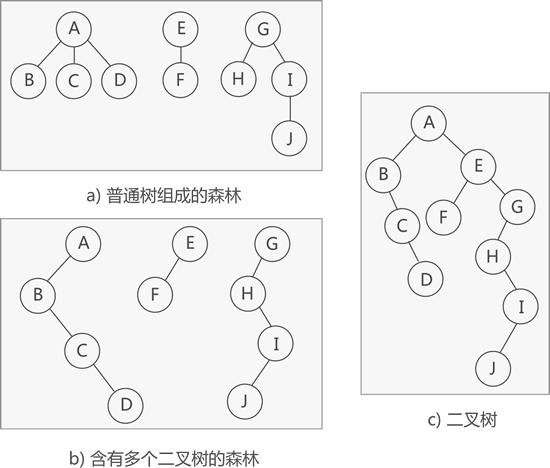 A E G
B C D F H I
J
a) 普通树组成的森林
A E G
B F H
C I
D J
b) 含有多个二叉树的森林
A
B E
C F G
D H
I
J
c) 二叉树